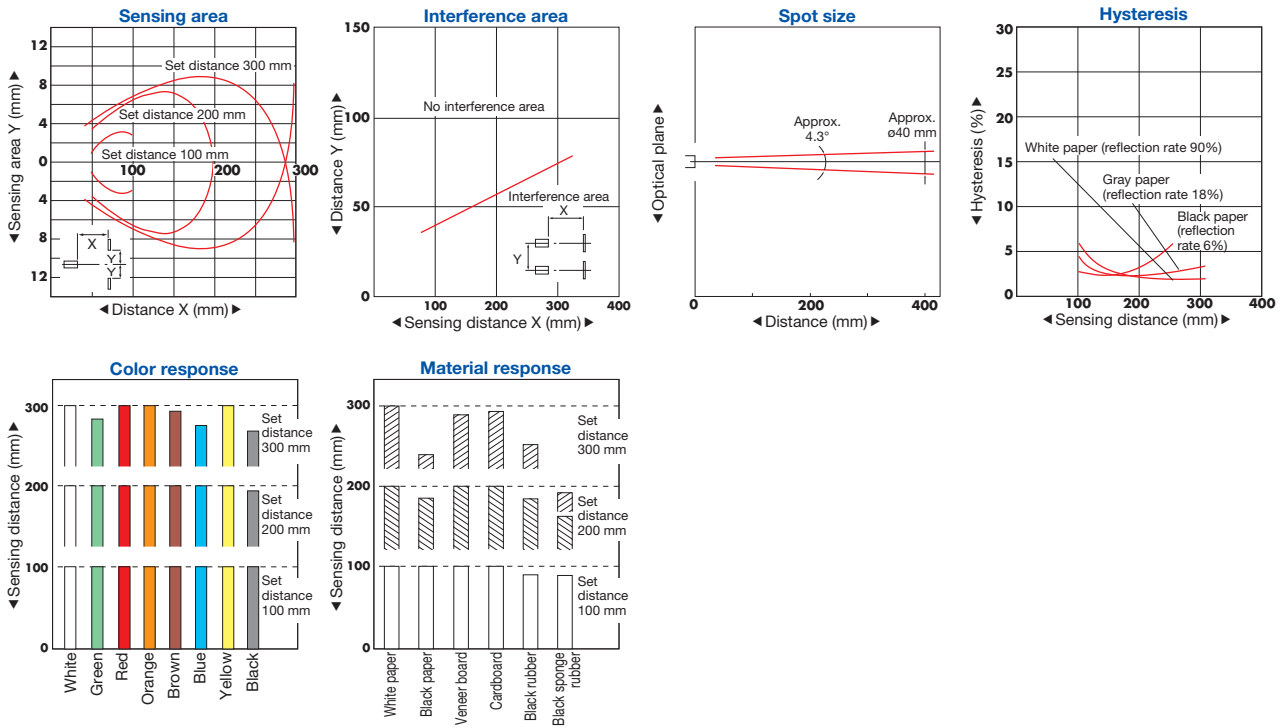 Sensing area
12
8
4
0
4
8
12
◄Sensing area Y (mm)►
Set distance 300 mm
Set distance 200 mm
Set distance 100 mm
100
200
300
X
Y
Y
◄Distance X (mm)►
Interference area
150
100
50
0
◄Distance Y (mm)►
No interference area
Interference area
X
Y
100
200
300
400
◄Sensing distance X (mm)►
Spot size
◄Optical plane►
Approx.
4.3°
Approx.
ø40 mm
0
200
400
◄Distance (mm)►
Hysteresis
30
25
20
15
10
5
0
◄Hysteresis (%)►
White paper (reflection rate 90%)
Gray paper
(reflection rate 18%)
Black paper
(reflection
rate 6%)
100
200
300
400
◄Sensing distance (mm)►
Color response
◄Sensing distance (mm)►
300
200
100
0
Set
distance
300 mm
Set
distance
200 mm
Set
distance
100 mm
White
Green
Red
Orange
Brown
Blue
Yellow
Black
Material response
◄Sensing distance (mm)►
300
200
100
0
Set
distance
300 mm
Set
distance
200 mm
Set
distance
100 mm
White paper
Black paper
Veneer board
Cardboard
Black rubber
Black sponge
rubber